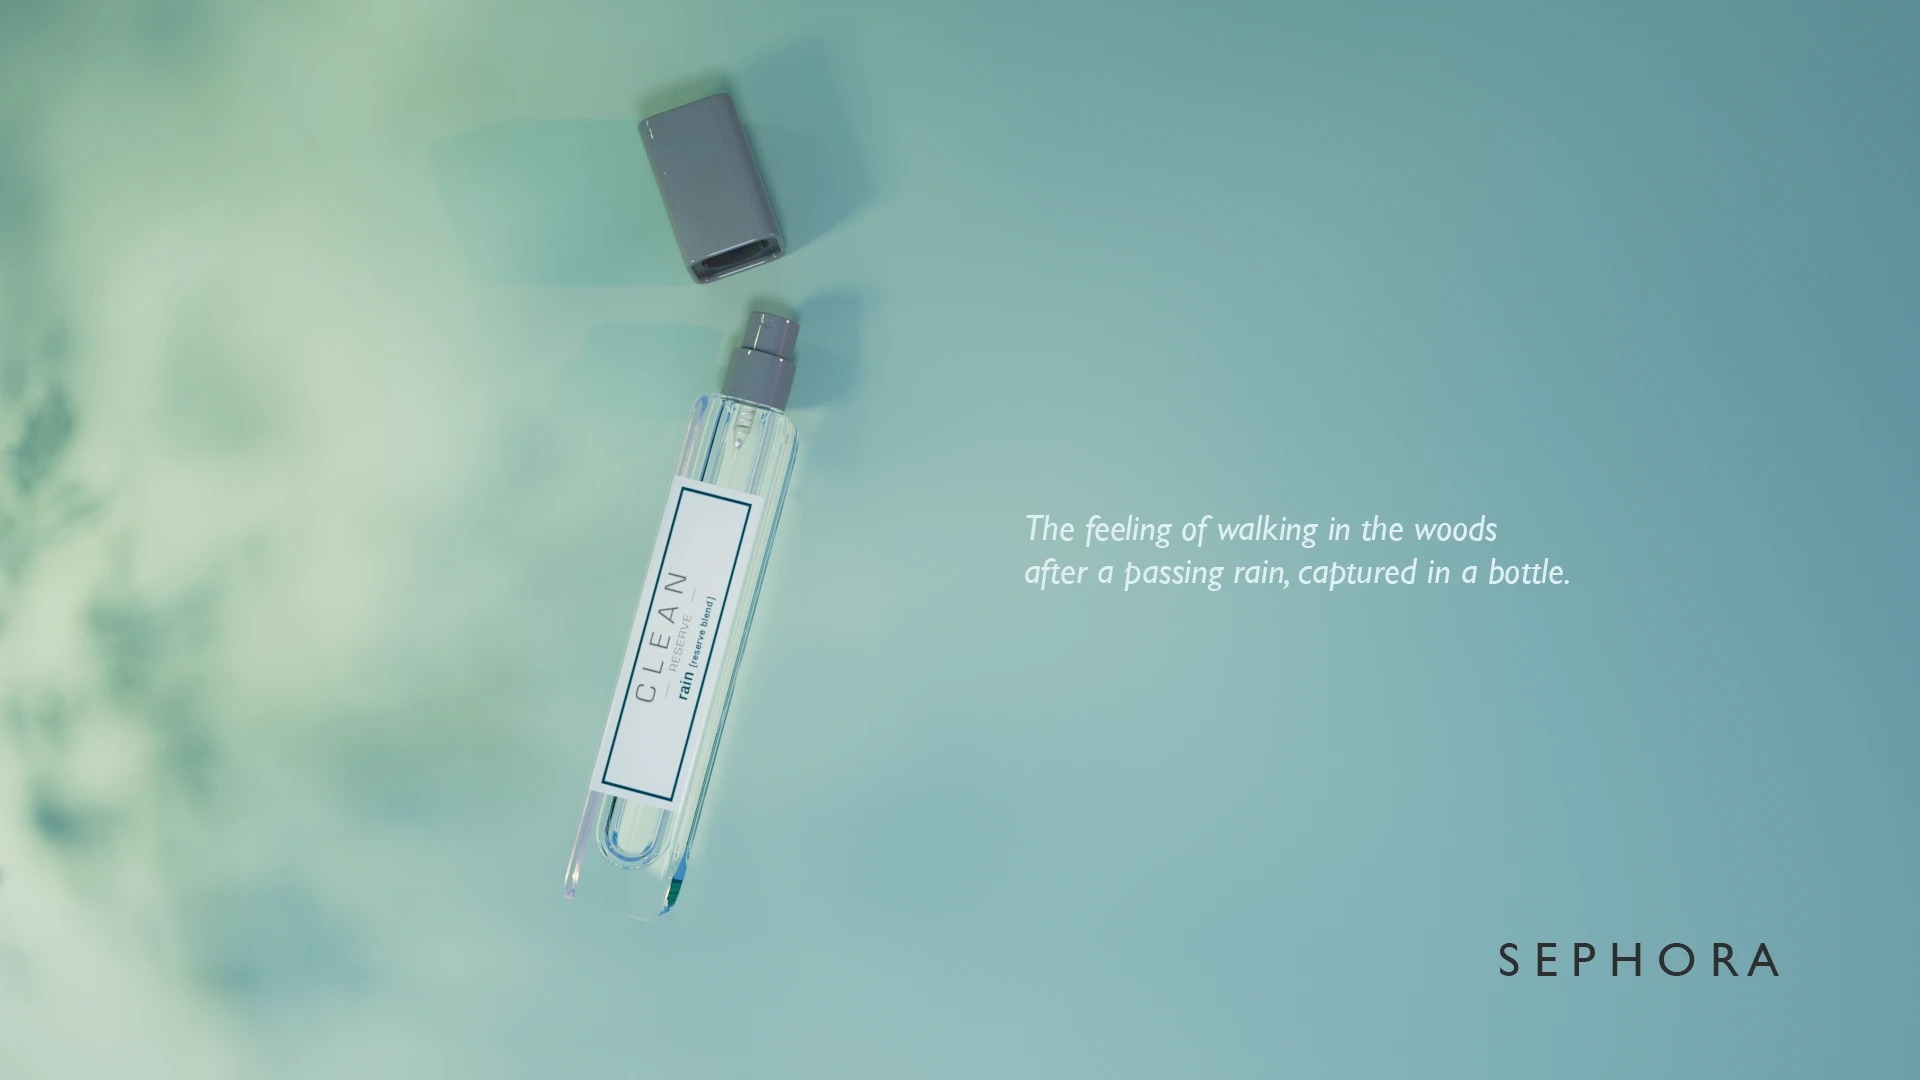 CLEAN
— RESERVE —
rain [reserve blend]
The feeling of walking in the woods
after a passing rain, captured in a bottle.
SEPHORA